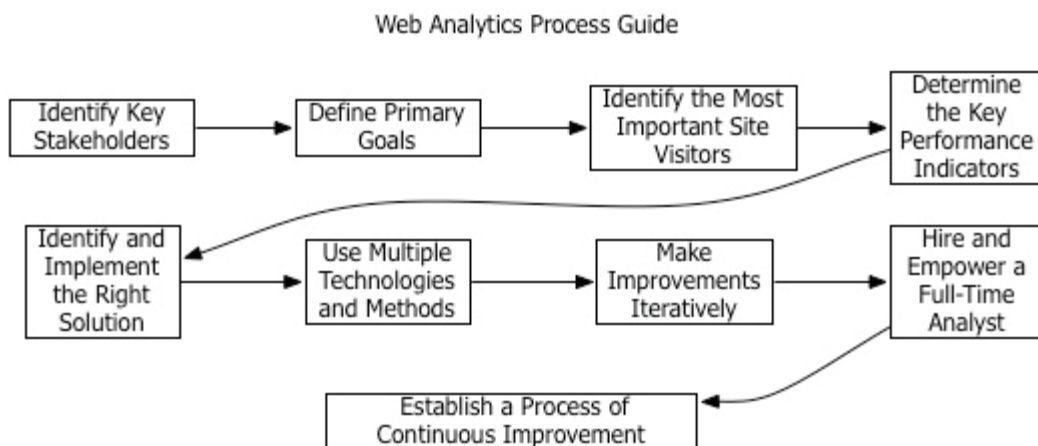 Web Analytics Process Guide
Identify Key
Stakeholders
Define Primary
Goals
Identify the Most
Important Site
Visitors
Determine
the Key
Performance
Indicators
Identify and
Implement
the Right
Solution
Use Multiple
Technologies
and Methods
Make
Improvements
Iteratively
Hire and
Empower a
Full-Time
Analyst
Establish a Process of
Continuous Improvement